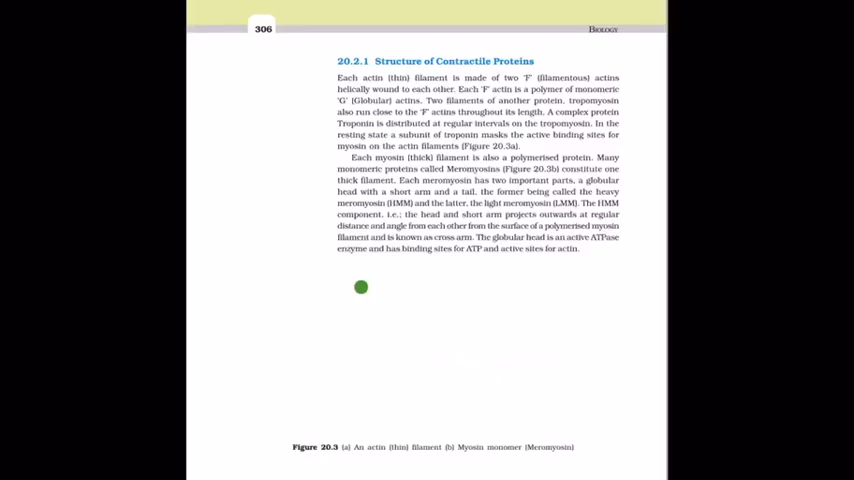 306
BIOLOGY
20.2.1 Structure of Contractile Proteins
Each actin (thin) filament is made of two 'F' (filamentous) actins
helically wound to each other. Each 'F' actin is a polymer of monomeric
'G' (Globular) actins. Two filaments of another protein, tropomyosin
also run close to the 'F' actins throughout its length. A complex protein
Troponin is distributed at regular intervals on the tropomyosin. In the
resting state a subunit of troponin masks the active binding sites for
myosin on the actin filaments (Figure 20.3a).
Each myosin (thick) filament is also a polymerised protein. Many
monomeric proteins called Meromyosins (Figure 20.3b) constitute one
thick filament. Each meromyosin has two important parts, a globular
head with a short arm and a tail, the former being called the heavy
meromyosin (HMM) and the latter, the light meromyosin (LMM). The HMM
component, i.e.; the head and short arm projects outwards at regular
distance and angle from each other from the surface of a polymerised myosin
filament and is known as cross arm. The globular head is an active ATPase
enzyme and has binding sites for ATP and active sites for actin.
Figure 20.3 (a) An actin (thin) filament (b) Myosin monomer (Meromyosin)